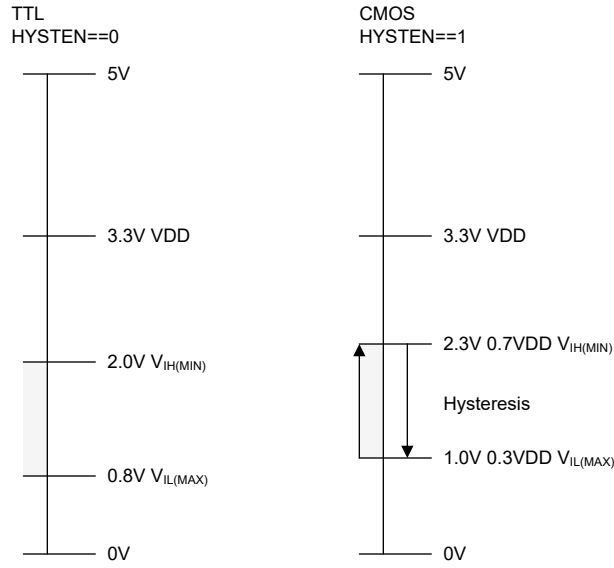 TTL
HYSTEN==0
5V
3.3V VDD
2.0V VIH(MIN)
0.8V VIL(MAX)
0V
CMOS
HYSTEN==1
5V
3.3V VDD
2.3V 0.7VDD VIH(MIN)
Hysteresis
1.0V 0.3VDD VIL(MAX)
0V